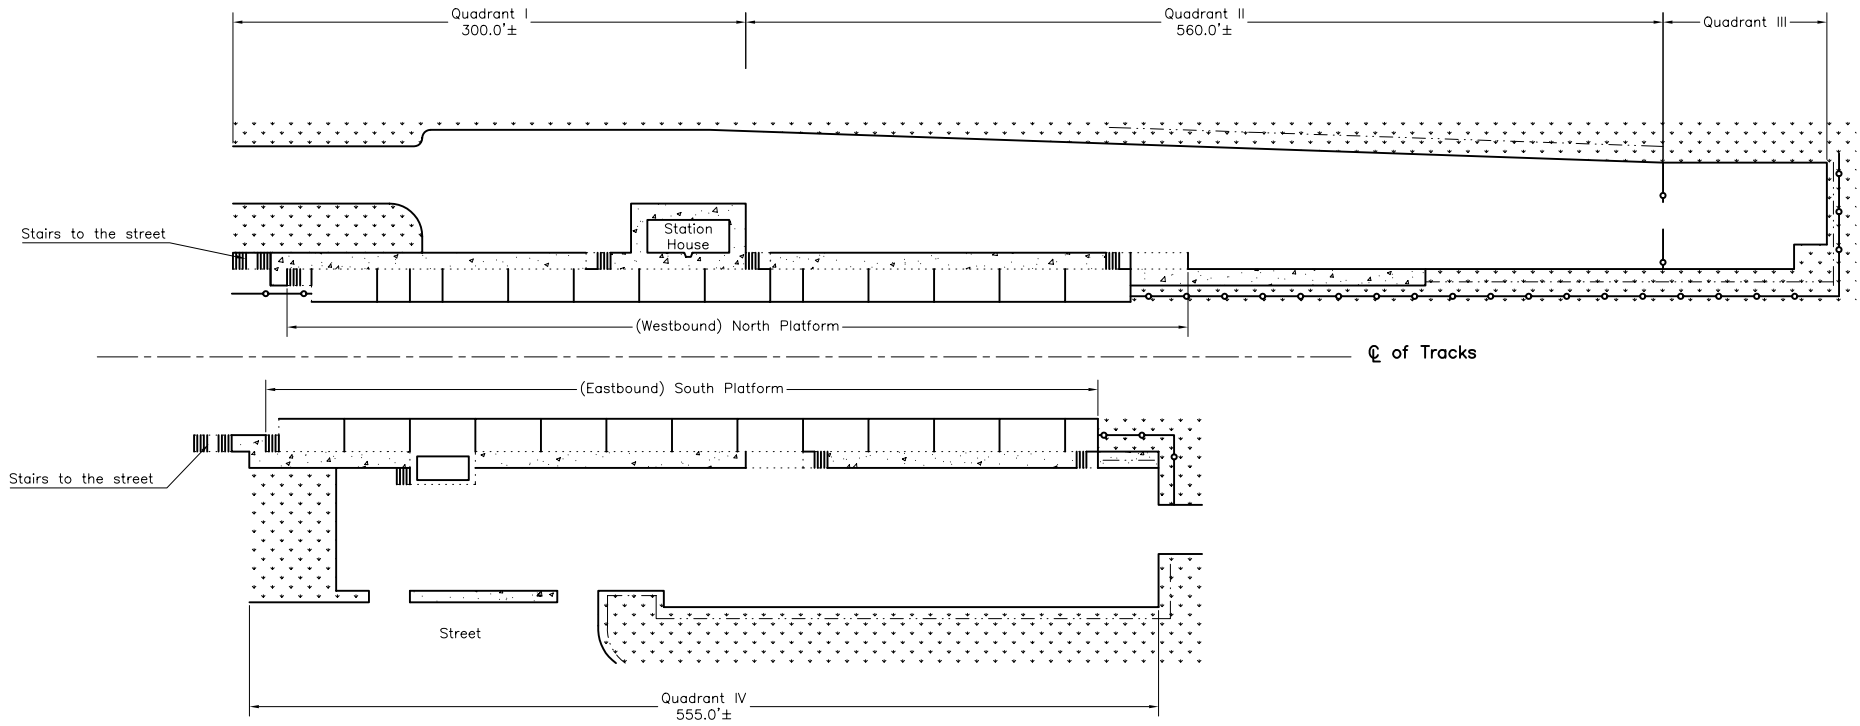 Quadrant I
300.0'±
Quadrant II
560.0'±
Quadrant III
Stairs to the street
Station
House
(Westbound) North Platform
℄ of Tracks
(Eastbound) South Platform
Stairs to the street
Street
Quadrant IV
555.0'±